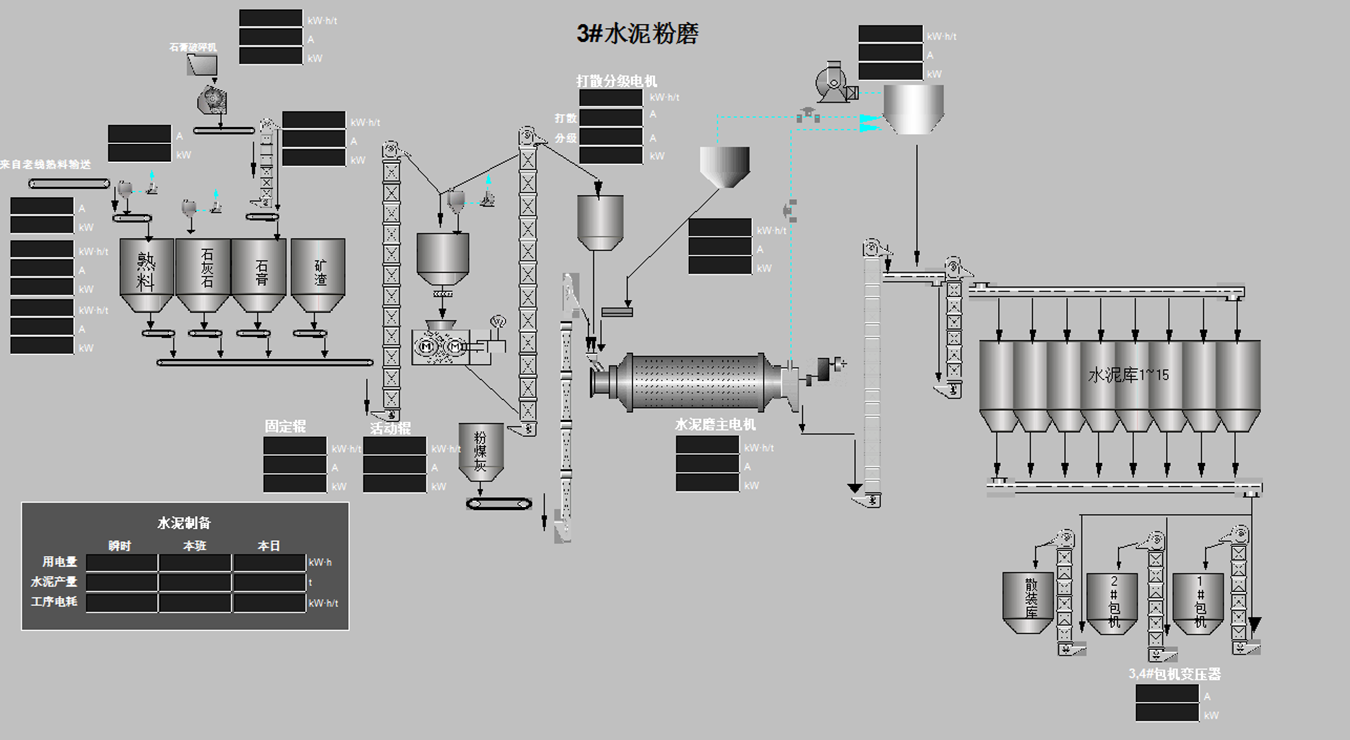 3#水泥粉磨
kW·h/t
A
kW
石膏破碎机
kW·h/t
A
kW
打散分级电机
kW·h/t
打散
A
分级
A
kW
kW·h/t
A
kW
A
kW
来自老线熟料输送
A
kW
kW·h/t
A
kW
kW·h/t
A
kW
熟料
石灰石
石膏
矿渣
kW·h/t
A
kW
M
M
水泥库1~15
固定辊
kW·h/t
A
kW
活动辊
kW·h/t
A
kW
粉煤灰
水泥磨主电机
kW·h/t
A
kW
水泥制备
瞬时 本班 本日
用电量 kW·h
水泥产量 t
工序电耗 kW·h/t
散装库
2#包机
1#包机
3,4#包机变压器
A
kW